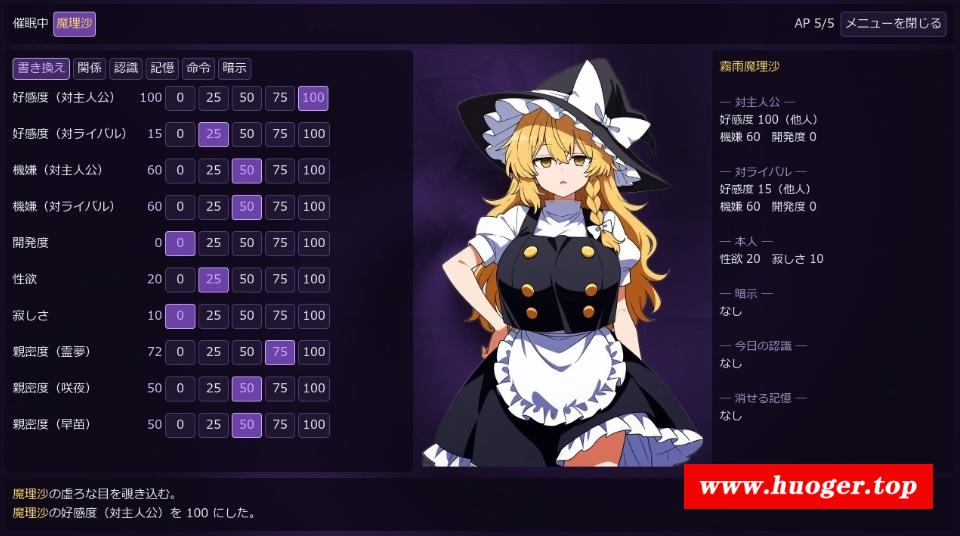 催眠中 魔理沙
AP 5/5 メニューを閉じる
書き換え 関係 認識 記憶 命令 暗示
好感度（対主人公） 100 0 25 50 75 100
好感度（対ライバル） 15 0 25 50 75 100
機嫌（対主人公） 60 0 25 50 75 100
機嫌（対ライバル） 60 0 25 50 75 100
開発度 0 0 25 50 75 100
性欲 20 0 25 50 75 100
寂しさ 10 0 25 50 75 100
親密度（霊夢） 72 0 25 50 75 100
親密度（咲夜） 50 0 25 50 75 100
親密度（早苗） 50 0 25 50 75 100
霧雨魔理沙
― 対主人公 ―
好感度 100（他人）
機嫌 60 開発度 0
― 対ライバル ―
好感度 15（他人）
機嫌 60 開発度 0
― 本人 ―
性欲 20 寂しさ 10
― 暗示 ―
なし
― 今日の認識 ―
なし
― 消せる記憶 ―
なし
魔理沙の虚ろな目を覗き込む。
魔理沙の好感度（対主人公）を 100 にした。
www.huoger.top